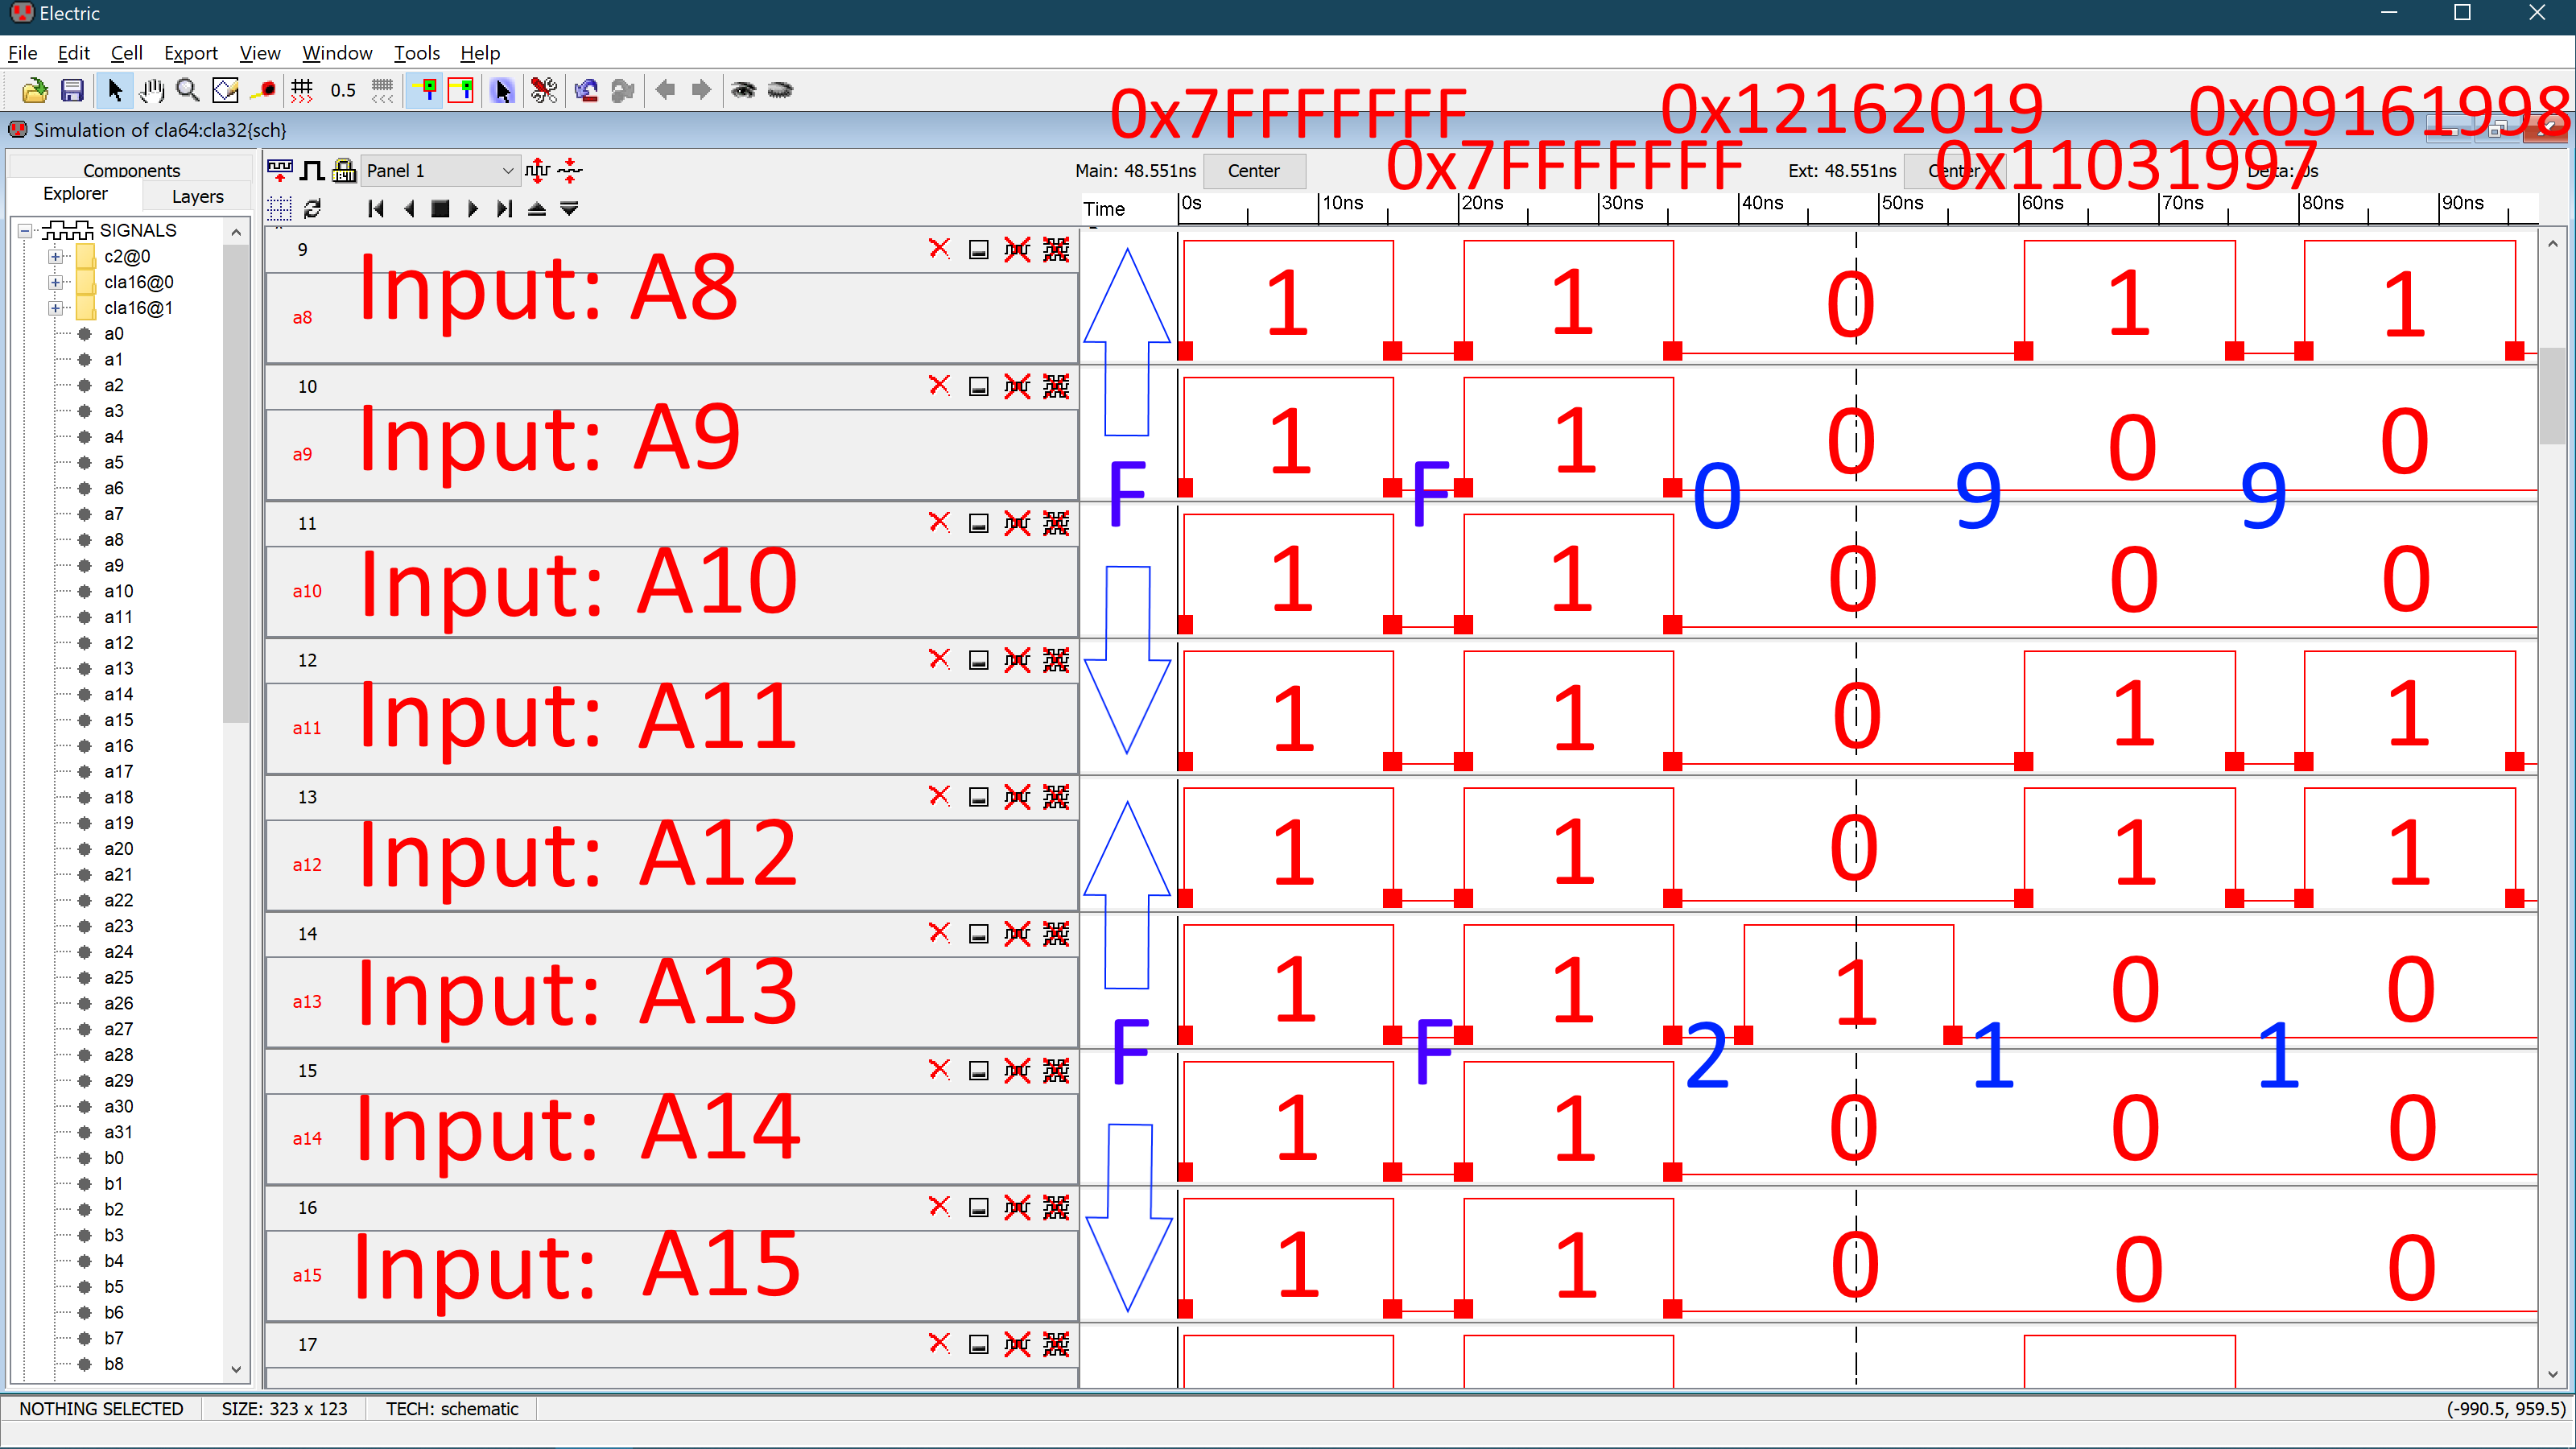 Electric
File Edit Cell Export View Window Tools Help
0.5
0x7FFFFFFF 0x12162019 0x09161998
Simulation of cla64:cla32{sch}
0x7FFFFFFF 0x11031997
Components
Explorer Layers
Panel 1
Main: 48.551ns Center Ext: 48.551ns Center Delta: 0s
Time 0s 10ns 20ns 30ns 40ns 50ns 60ns 70ns 80ns 90ns
SIGNALS
c2@0
cla16@0
cla16@1
a0
a1
a2
a3
a4
a5
a6
a7
a8
a9
a10
a11
a12
a13
a14
a15
a16
a17
a18
a19
a20
a21
a22
a23
a24
a25
a26
a27
a28
a29
a30
a31
b0
b1
b2
b3
b4
b5
b6
b7
b8
9
a8 Input: A8 1 1 0 1 1
10
a9 Input: A9 1 1 0 0 0
F F 0 9 9
11
a10 Input: A10 1 1 0 0 0
12
a11 Input: A11 1 1 0 1 1
13
a12 Input: A12 1 1 0 1 1
14
a13 Input: A13 1 1 1 0 0
F F 2 1 1
15
a14 Input: A14 1 1 0 0 0
16
a15 Input: A15 1 1 0 0 0
17
NOTHING SELECTED SIZE: 323 x 123 TECH: schematic (-990.5, 959.5)